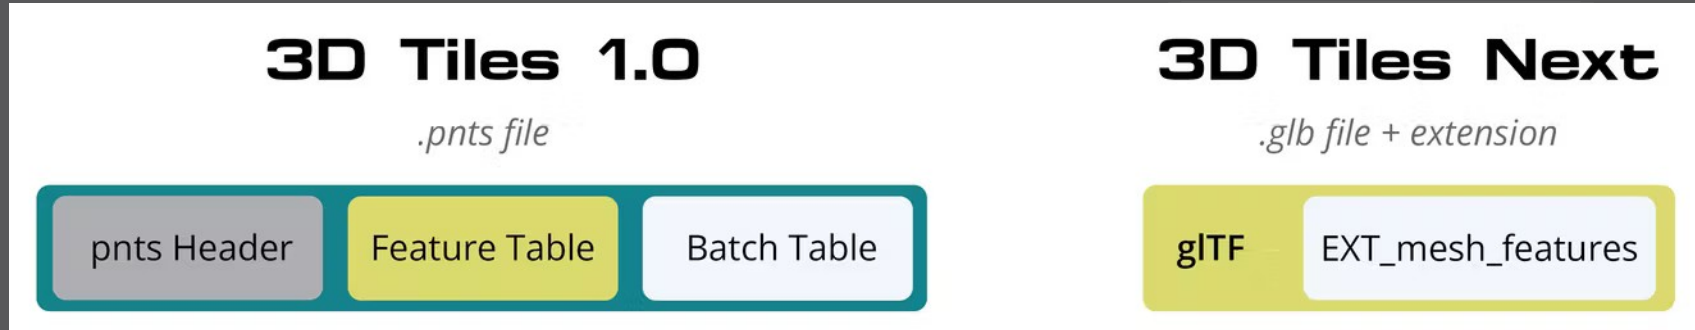 3D Tiles 1.0
.pnts file
pnts Header
Feature Table
Batch Table
3D Tiles Next
.glb file + extension
glTF
EXT_mesh_features